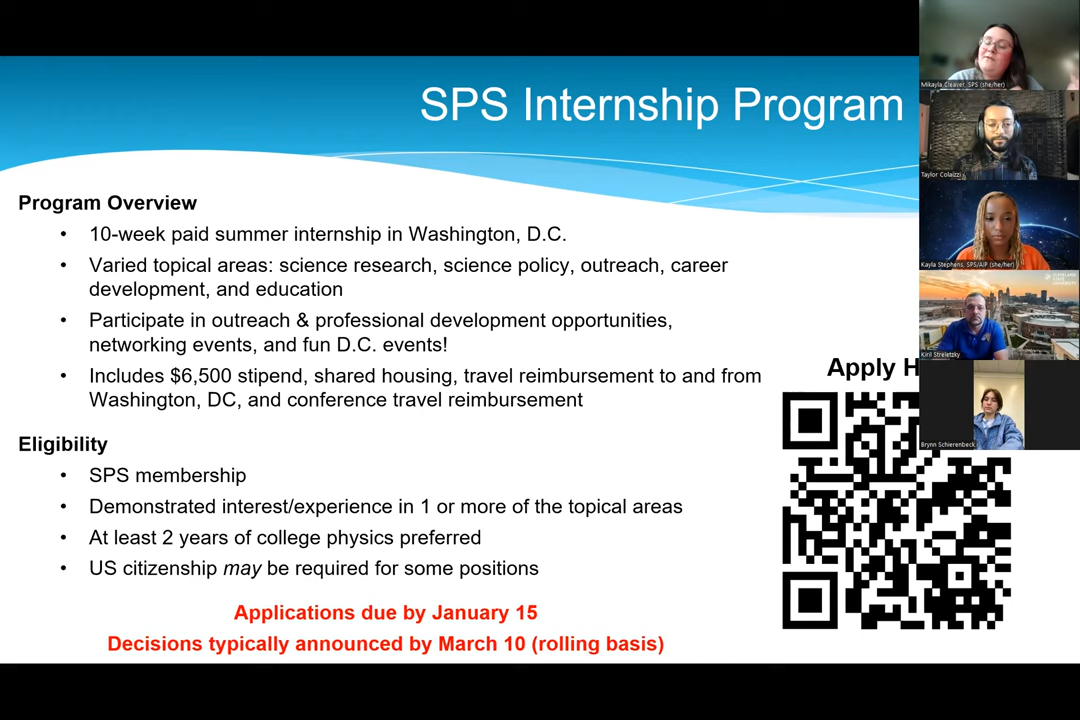 SPS Internship Program
Program Overview
• 10-week paid summer internship in Washington, D.C.
• Varied topical areas: science research, science policy, outreach, career
development, and education
• Participate in outreach & professional development opportunities,
networking events, and fun D.C. events!
• Includes $6,500 stipend, shared housing, travel reimbursement to and from
Washington, DC, and conference travel reimbursement
Eligibility
• SPS membership
• Demonstrated interest/experience in 1 or more of the topical areas
• At least 2 years of college physics preferred
• US citizenship may be required for some positions
Applications due by January 15
Decisions typically announced by March 10 (rolling basis)
Apply H
Mikayla Cleaver, SPS (she/her)
Taylor Colaizzi
Kayla Stephens, SPS/AIP (she/her)
CLEVELAND
STATE
UNIVERSITY
Kiril Streletzky
Brynn Schierenbeck